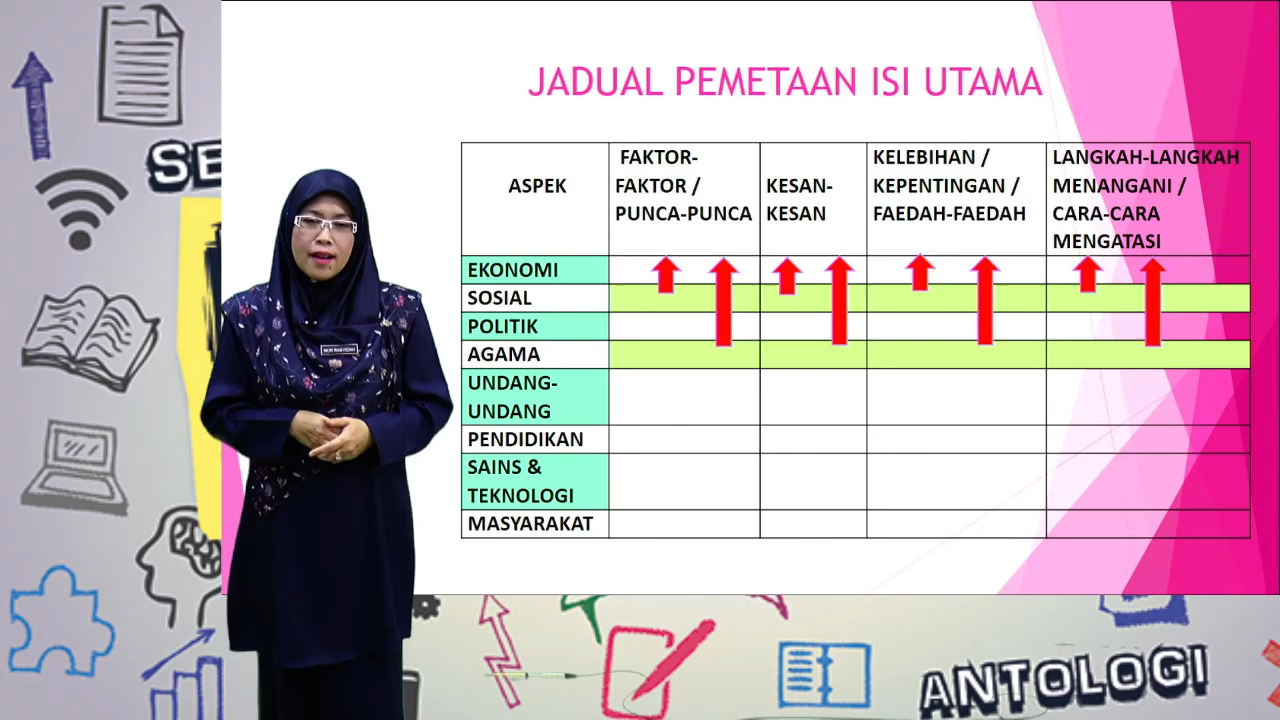 JADUAL PEMETAAN ISI UTAMA
ASPEK
FAKTOR-
FAKTOR /
PUNCA-PUNCA
KESAN-
KESAN
KELEBIHAN /
KEPENTINGAN /
FAEDAH-FAEDAH
LANGKAH-LANGKAH
MENANGANI /
CARA-CARA
MENGATASI
EKONOMI
SOSIAL
POLITIK
AGAMA
UNDANG-
UNDANG
PENDIDIKAN
SAINS &
TEKNOLOGI
MASYARAKAT
SE
ANTOLOGI